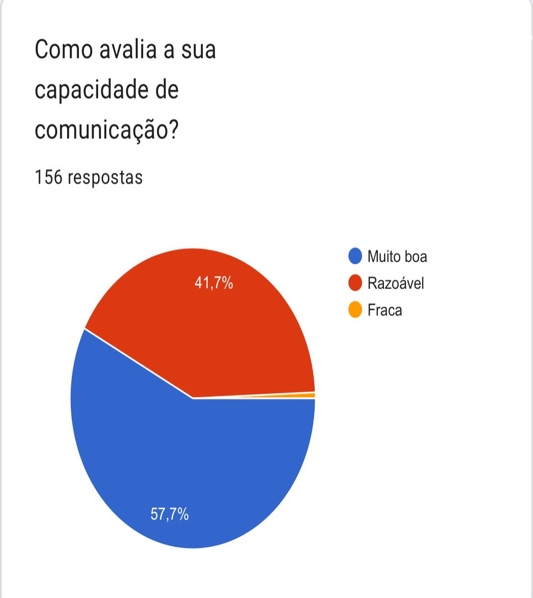 Como avalia a sua
capacidade de
comunicação?
156 respostas
41,7%
57,7%
Muito boa
Razoável
Fraca